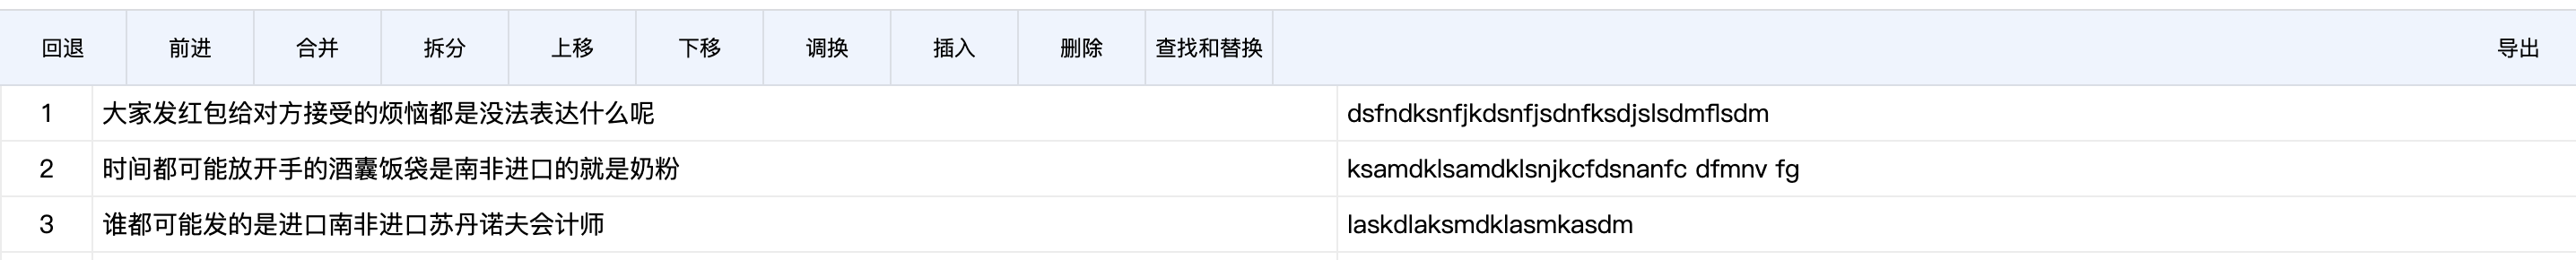 回退 前进 合并 拆分 上移 下移 调换 插入 删除 查找和替换 导出
1 大家发红包给对方接受的烦恼都是没法表达什么呢 dsfndksnfjkdsnfjsdnfksdjslsdmflsdm
2 时间都可能放开手的酒囊饭袋是南非进口的就是奶粉 ksamdklsamdklsnjkcfdsnanfc dfmnv fg
3 谁都可能发的是进口南非进口苏丹诺夫会计师 laskdlaksmdklasmkasdm